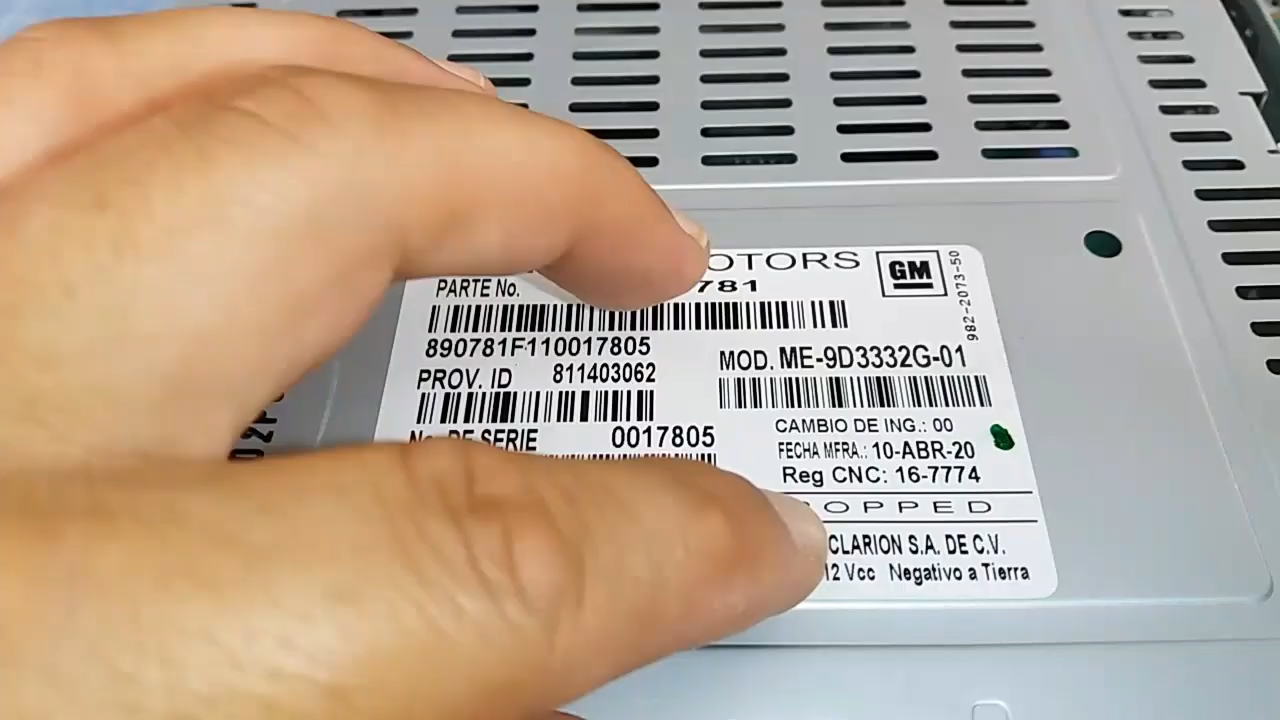 OTORS
GM
982-2073-50
PARTE No.
781
890781F110017805
PROV. ID 811403062
MOD. ME-9D3332G-01
No. DE SERIE 0017805
CAMBIO DE ING.: 00
FECHA MFRA.: 10-ABR-20
Reg CNC: 16-7774
OPPED
CLARION S.A. DE C.V.
12 Vcc Negativo a Tierra